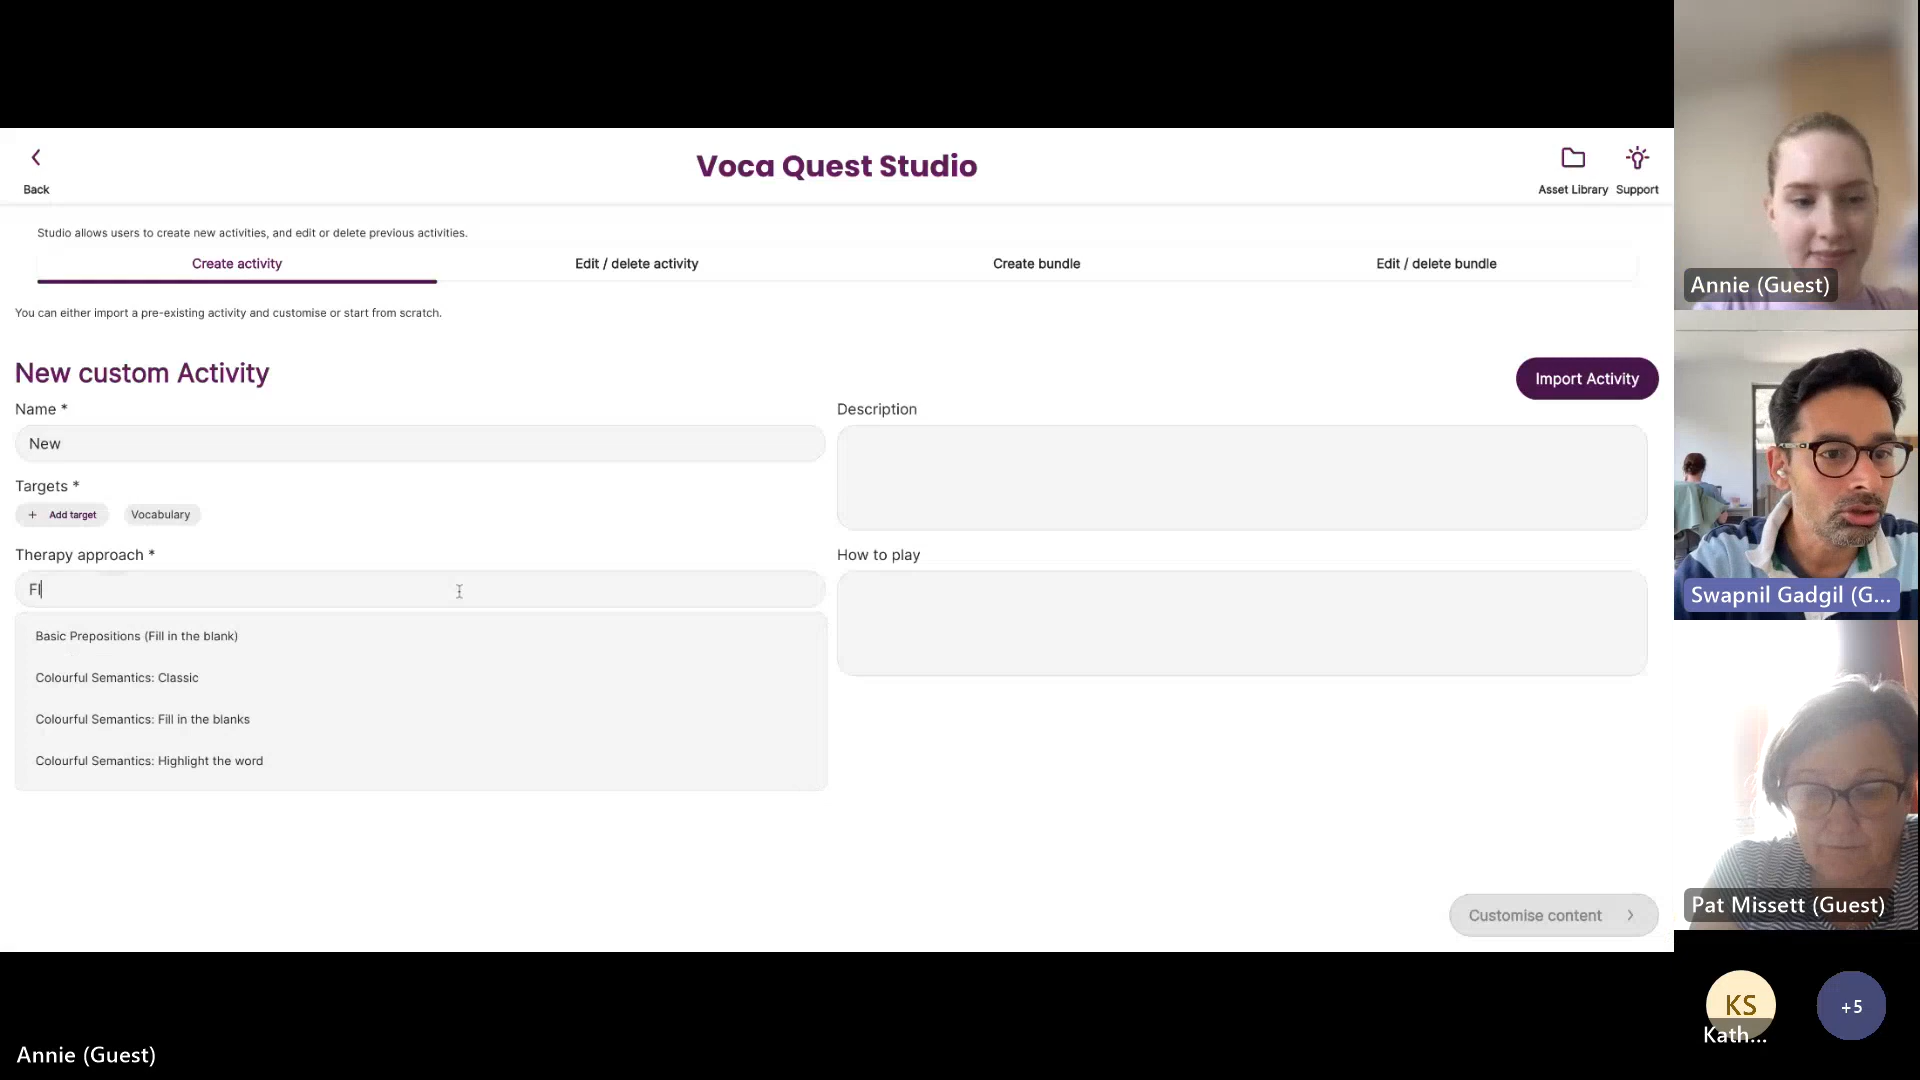 Back
Voca Quest Studio
Asset Library
Support
Studio allows users to create new activities, and edit or delete previous activities.
Create activity
Edit / delete activity
Create bundle
Edit / delete bundle
You can either import a pre-existing activity and customise or start from scratch.
New custom Activity
Import Activity
Name *
Description
New
Targets *
+ Add target
Vocabulary
Therapy approach *
How to play
FI
Basic Prepositions (Fill in the blank)
Colourful Semantics: Classic
Colourful Semantics: Fill in the blanks
Colourful Semantics: Highlight the word
Customise content
Annie (Guest)
Swapnil Gadgil (G...
Pat Missett (Guest)
KS
Kath...
+5
Annie (Guest)